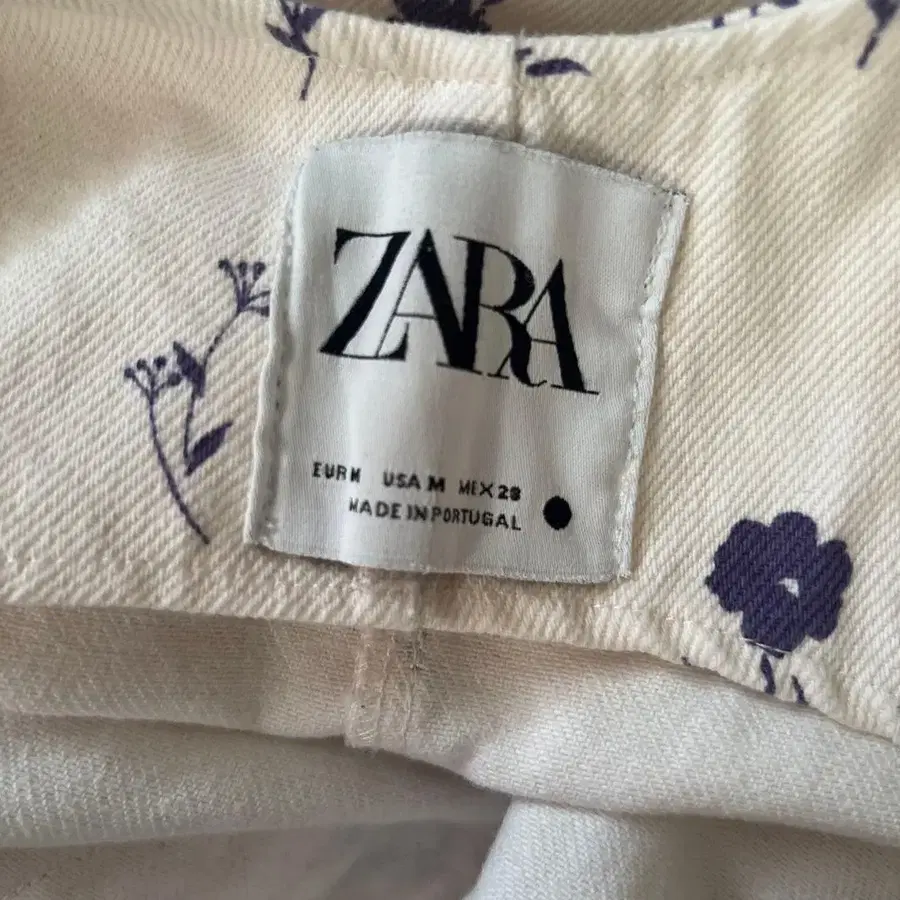 ZARA
EUR M USA M MEX 28
MADE IN PORTUGAL